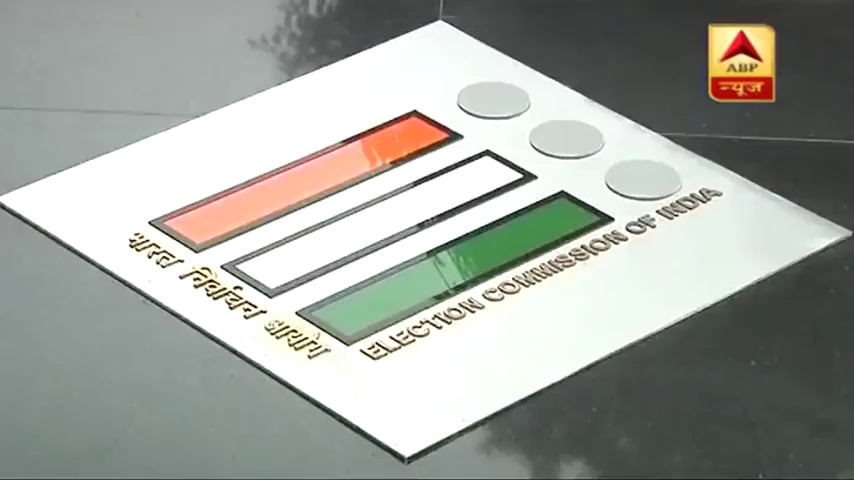 ABP
न्यूज़
भारत निर्वाचन आयोग
ELECTION COMMISSION OF INDIA